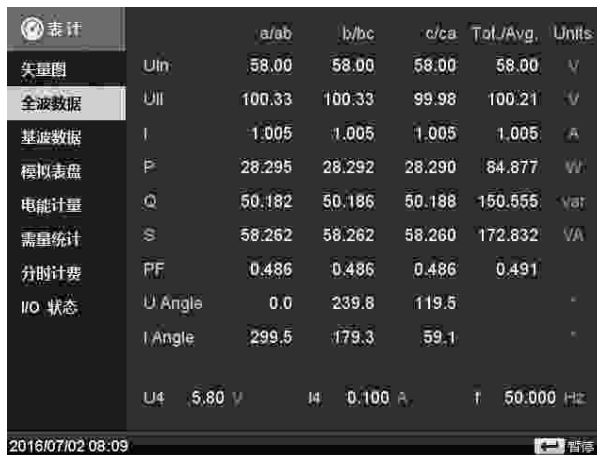 表计
a/ab b/bc c/ca Tot./Avg. Units
矢量图 Uln 58.00 58.00 58.00 58.00 V
全波数据 Ull 100.33 100.33 99.98 100.21 V
基波数据 I 1.005 1.005 1.005 1.005 A
模拟表盘 P 28.295 28.292 28.290 84.877 W
电能计量 Q 50.182 50.186 50.188 150.555 var
需量统计 S 58.262 58.262 58.260 172.832 VA
分时计费 PF 0.486 0.486 0.486 0.491
I/O 状态 U Angle 0.0 239.8 119.5 °
I Angle 299.5 179.3 59.1 °
U4 5.80 V I4 0.100 A f 50.000 Hz
2016/07/02 08:09 暂停